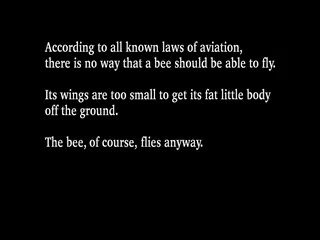 According to all known laws of aviation,
there is no way that a bee should be able to fly.
Its wings are too small to get its fat little body
off the ground.
The bee, of course, flies anyway.